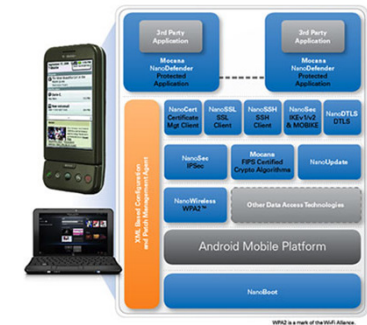 3rd Party
Application
Mocana
NanoDefender
Protected
Application
3rd Party
Application
Mocana
NanoDefender
Protected
Application
XML Based Configuration
and Patch Management Agent
NanoCert
Certificate
Mgt Client
NanoSSL
SSL
Client
NanoSSH
SSH
Client
NanoSec
IKEv1/v2
& MOBIKE
NanoDTLS
DTLS
NanoSec
IPSec
Mocana
FIPS Certified
Crypto Algorithms
NanoUpdate
NanoWireless
WPA2™
Other Data Access Technologies
Android Mobile Platform
NanoBoot
WPA2 is a mark of the Wi-Fi Alliance.